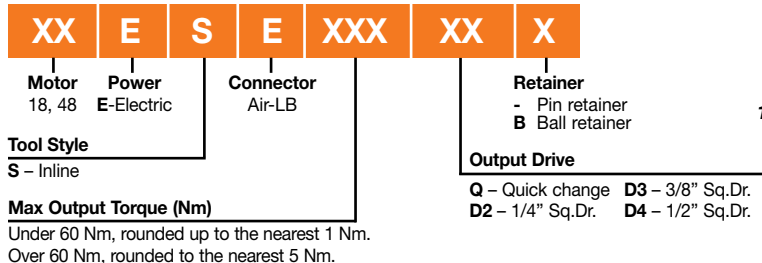 XX E S E XXX XX X
Motor Power Connector Retainer
18, 48 E-Electric Air-LB - Pin retainer
B Ball retainer
Tool Style
S – Inline
Output Drive
Q – Quick change D3 – 3/8” Sq.Dr.
D2 – 1/4” Sq.Dr. D4 – 1/2” Sq.Dr.
Max Output Torque (Nm)
Under 60 Nm, rounded up to the nearest 1 Nm.
Over 60 Nm, rounded to the nearest 5 Nm.